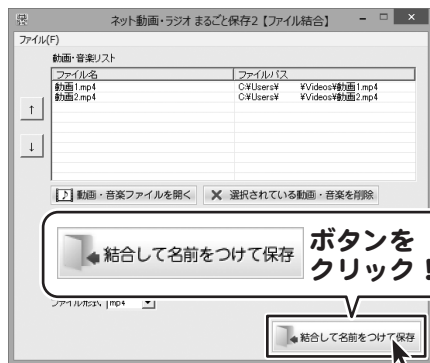 ネット動画・ラジオ まるごと保存2【ファイル結合】
ファイル(F)
動画・音楽リスト
ファイル名 ファイルパス
動画1.mp4 C:¥Users¥ ¥Videos¥動画1.mp4
動画2.mp4 C:¥Users¥ ¥Videos¥動画2.mp4
↑
↓
動画・音楽ファイルを開く
選択されている動画・音楽を削除
結合して名前をつけて保存
ボタンを
クリック!
ファイル形式 mp4
結合して名前をつけて保存